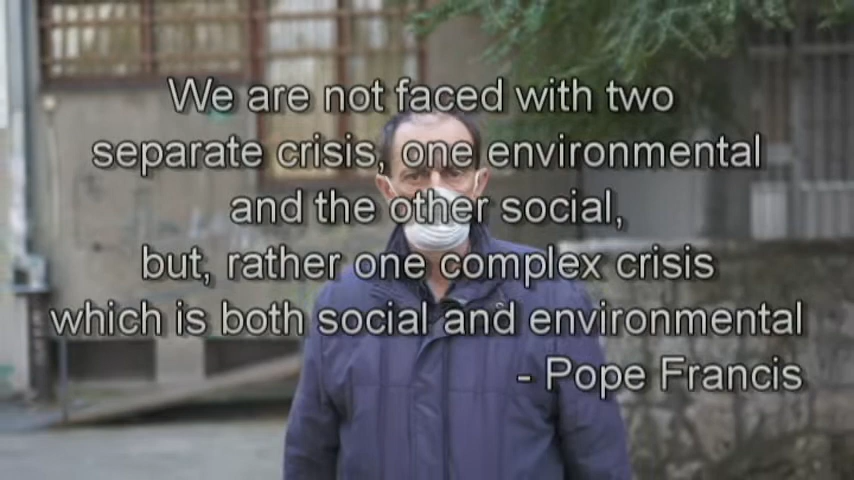 We are not faced with two
separate crisis, one environmental
and the other social,
but, rather one complex crisis
which is both social and environmental
- Pope Francis